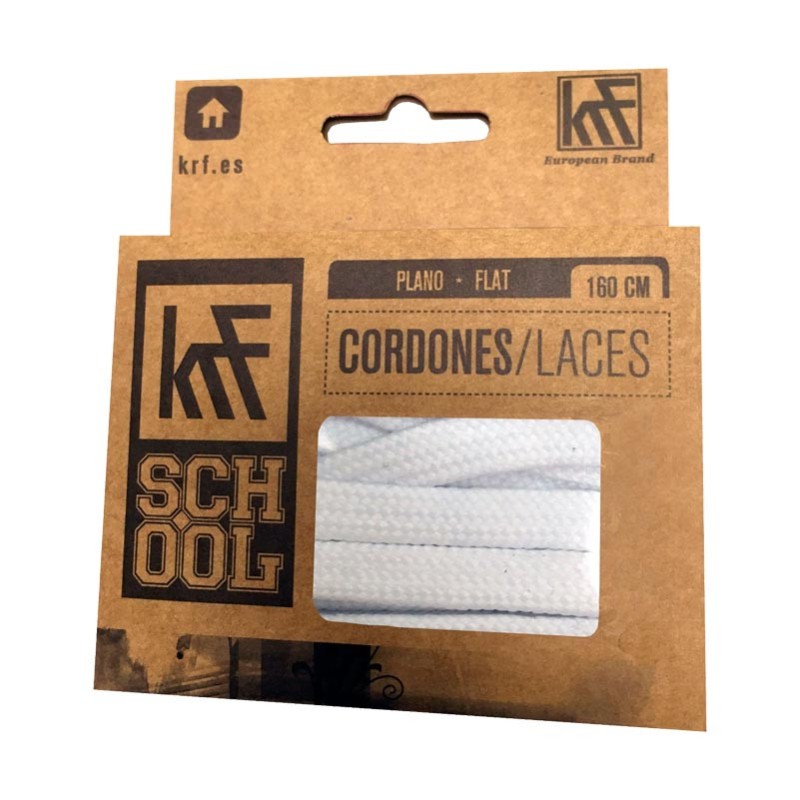 krf
krf.es
European Brand
PLANO - FLAT
160 CM
CORDONES/LACES
krf
SCH
OOL